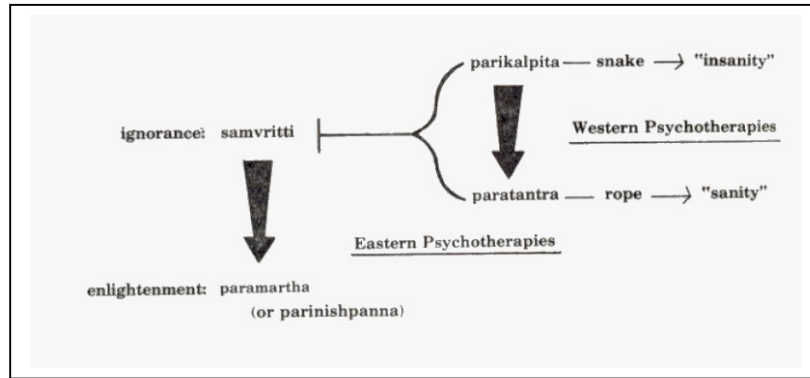 parikalpita — snake → "insanity"
Western Psychotherapies
ignorance: samvritti
paratantra — rope → "sanity"
Eastern Psychotherapies
enlightenment: paramartha
(or parinishpanna)